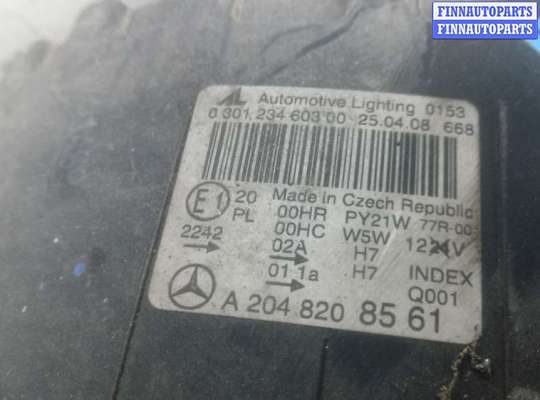 FINNAUTOPARTS
FINNAUTOPARTS
AL Automotive Lighting 0153
0 301 234 603 00 25.04.08 668
Made in Czech Republic
E1 20 00HR PY21W 77R-00
PL 00HC W5W 12V
2242 02A H7 INDEX
01 1a H7 Q001
A 204 820 85 61